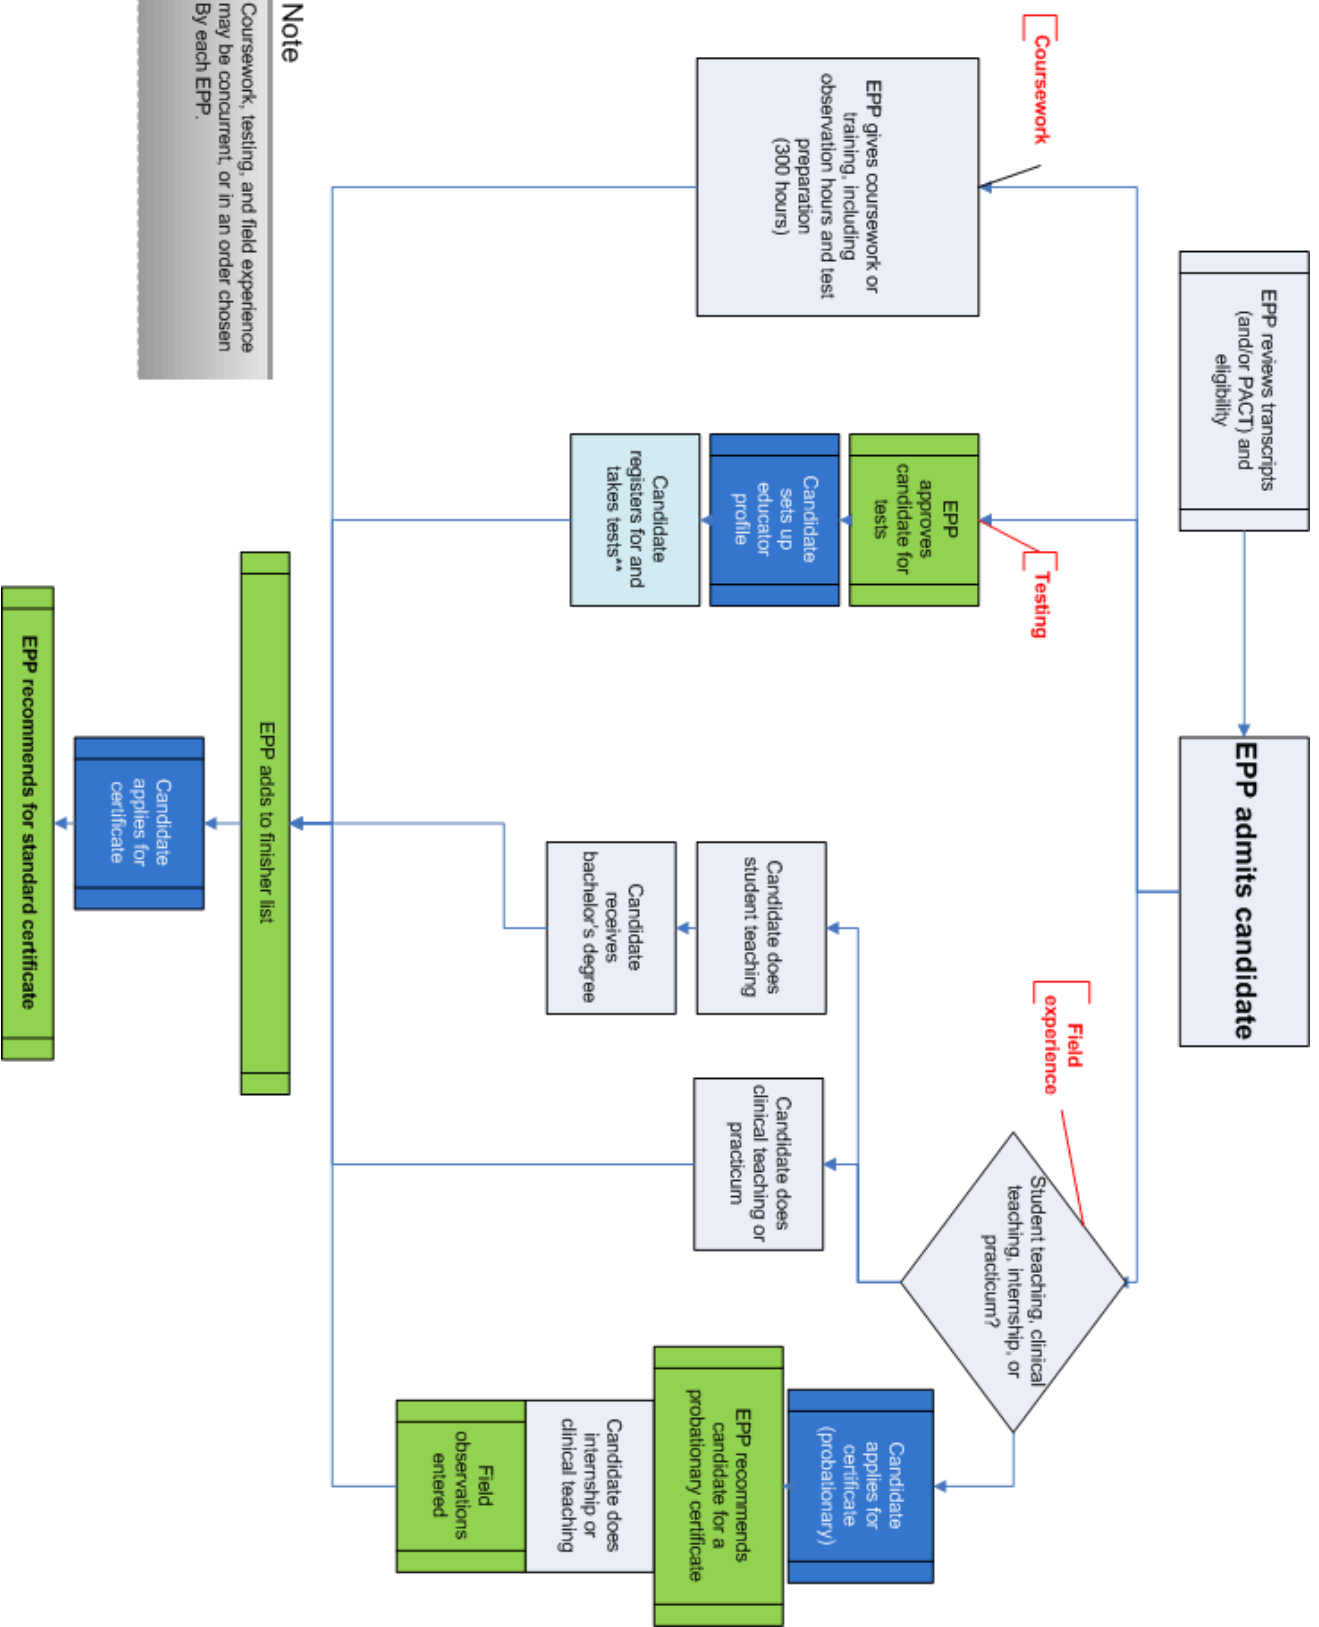 EPP reviews transcripts
(and/or PACT) and
eligibility
EPP admits candidate
Coursework
EPP gives coursework or
training, including
observation hours and test
preparation
(300 hours)
Testing
EPP
approves
candidate for
tests
Candidate
sets up
educator
profile
Candidate
registers for and
takes tests**
Field
experience
Student teaching, clinical
teaching, internship, or
practicum?
Candidate does
student teaching
Candidate
receives
bachelor's degree
Candidate does
clinical teaching or
practicum
Candidate
applies for
certificate
(probationary)
EPP recommends
candidate for a
probationary certificate
Candidate does
internship or
clinical teaching
Field
observations
entered
Note
Coursework, testing, and field experience
may be concurrent, or in an order chosen
By each EPP.
EPP adds to finisher list
Candidate
applies for
certificate
EPP recommends for standard certificate